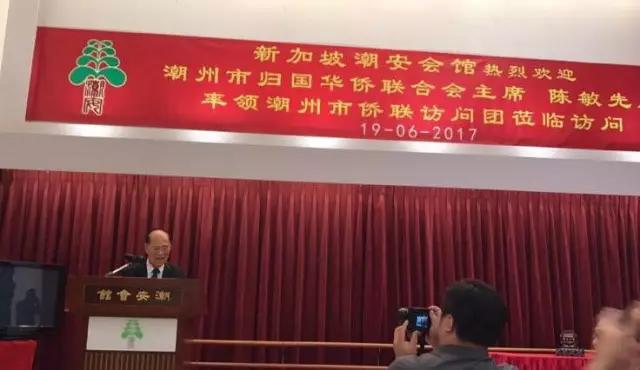 新加坡潮安会馆热烈欢迎
潮州市归国华侨联合会主席 陈敏先
率领潮州市侨联访问团莅临访问
19-06-2017
潮安
館會安潮